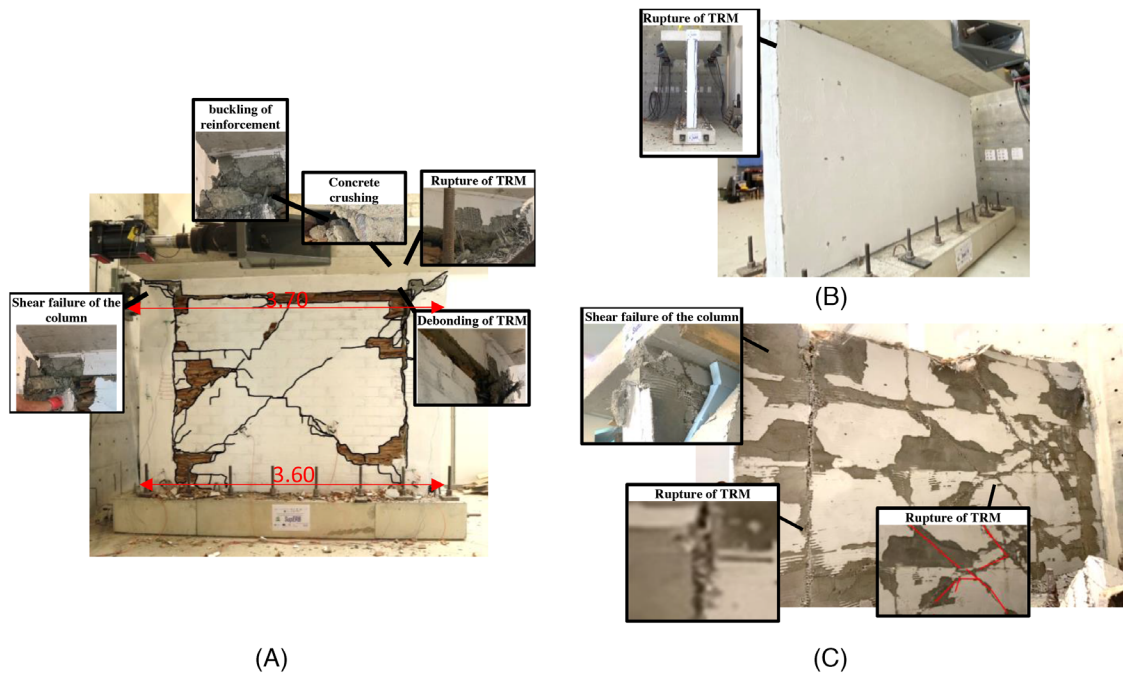 buckling of
reinforcement
Concrete
crushing
Rupture of TRM
Shear failure of the
column
3.70
Debonding of TRM
3.60
(A)
Rupture of TRM
(B)
Shear failure of the column
Rupture of TRM
Rupture of TRM
(C)